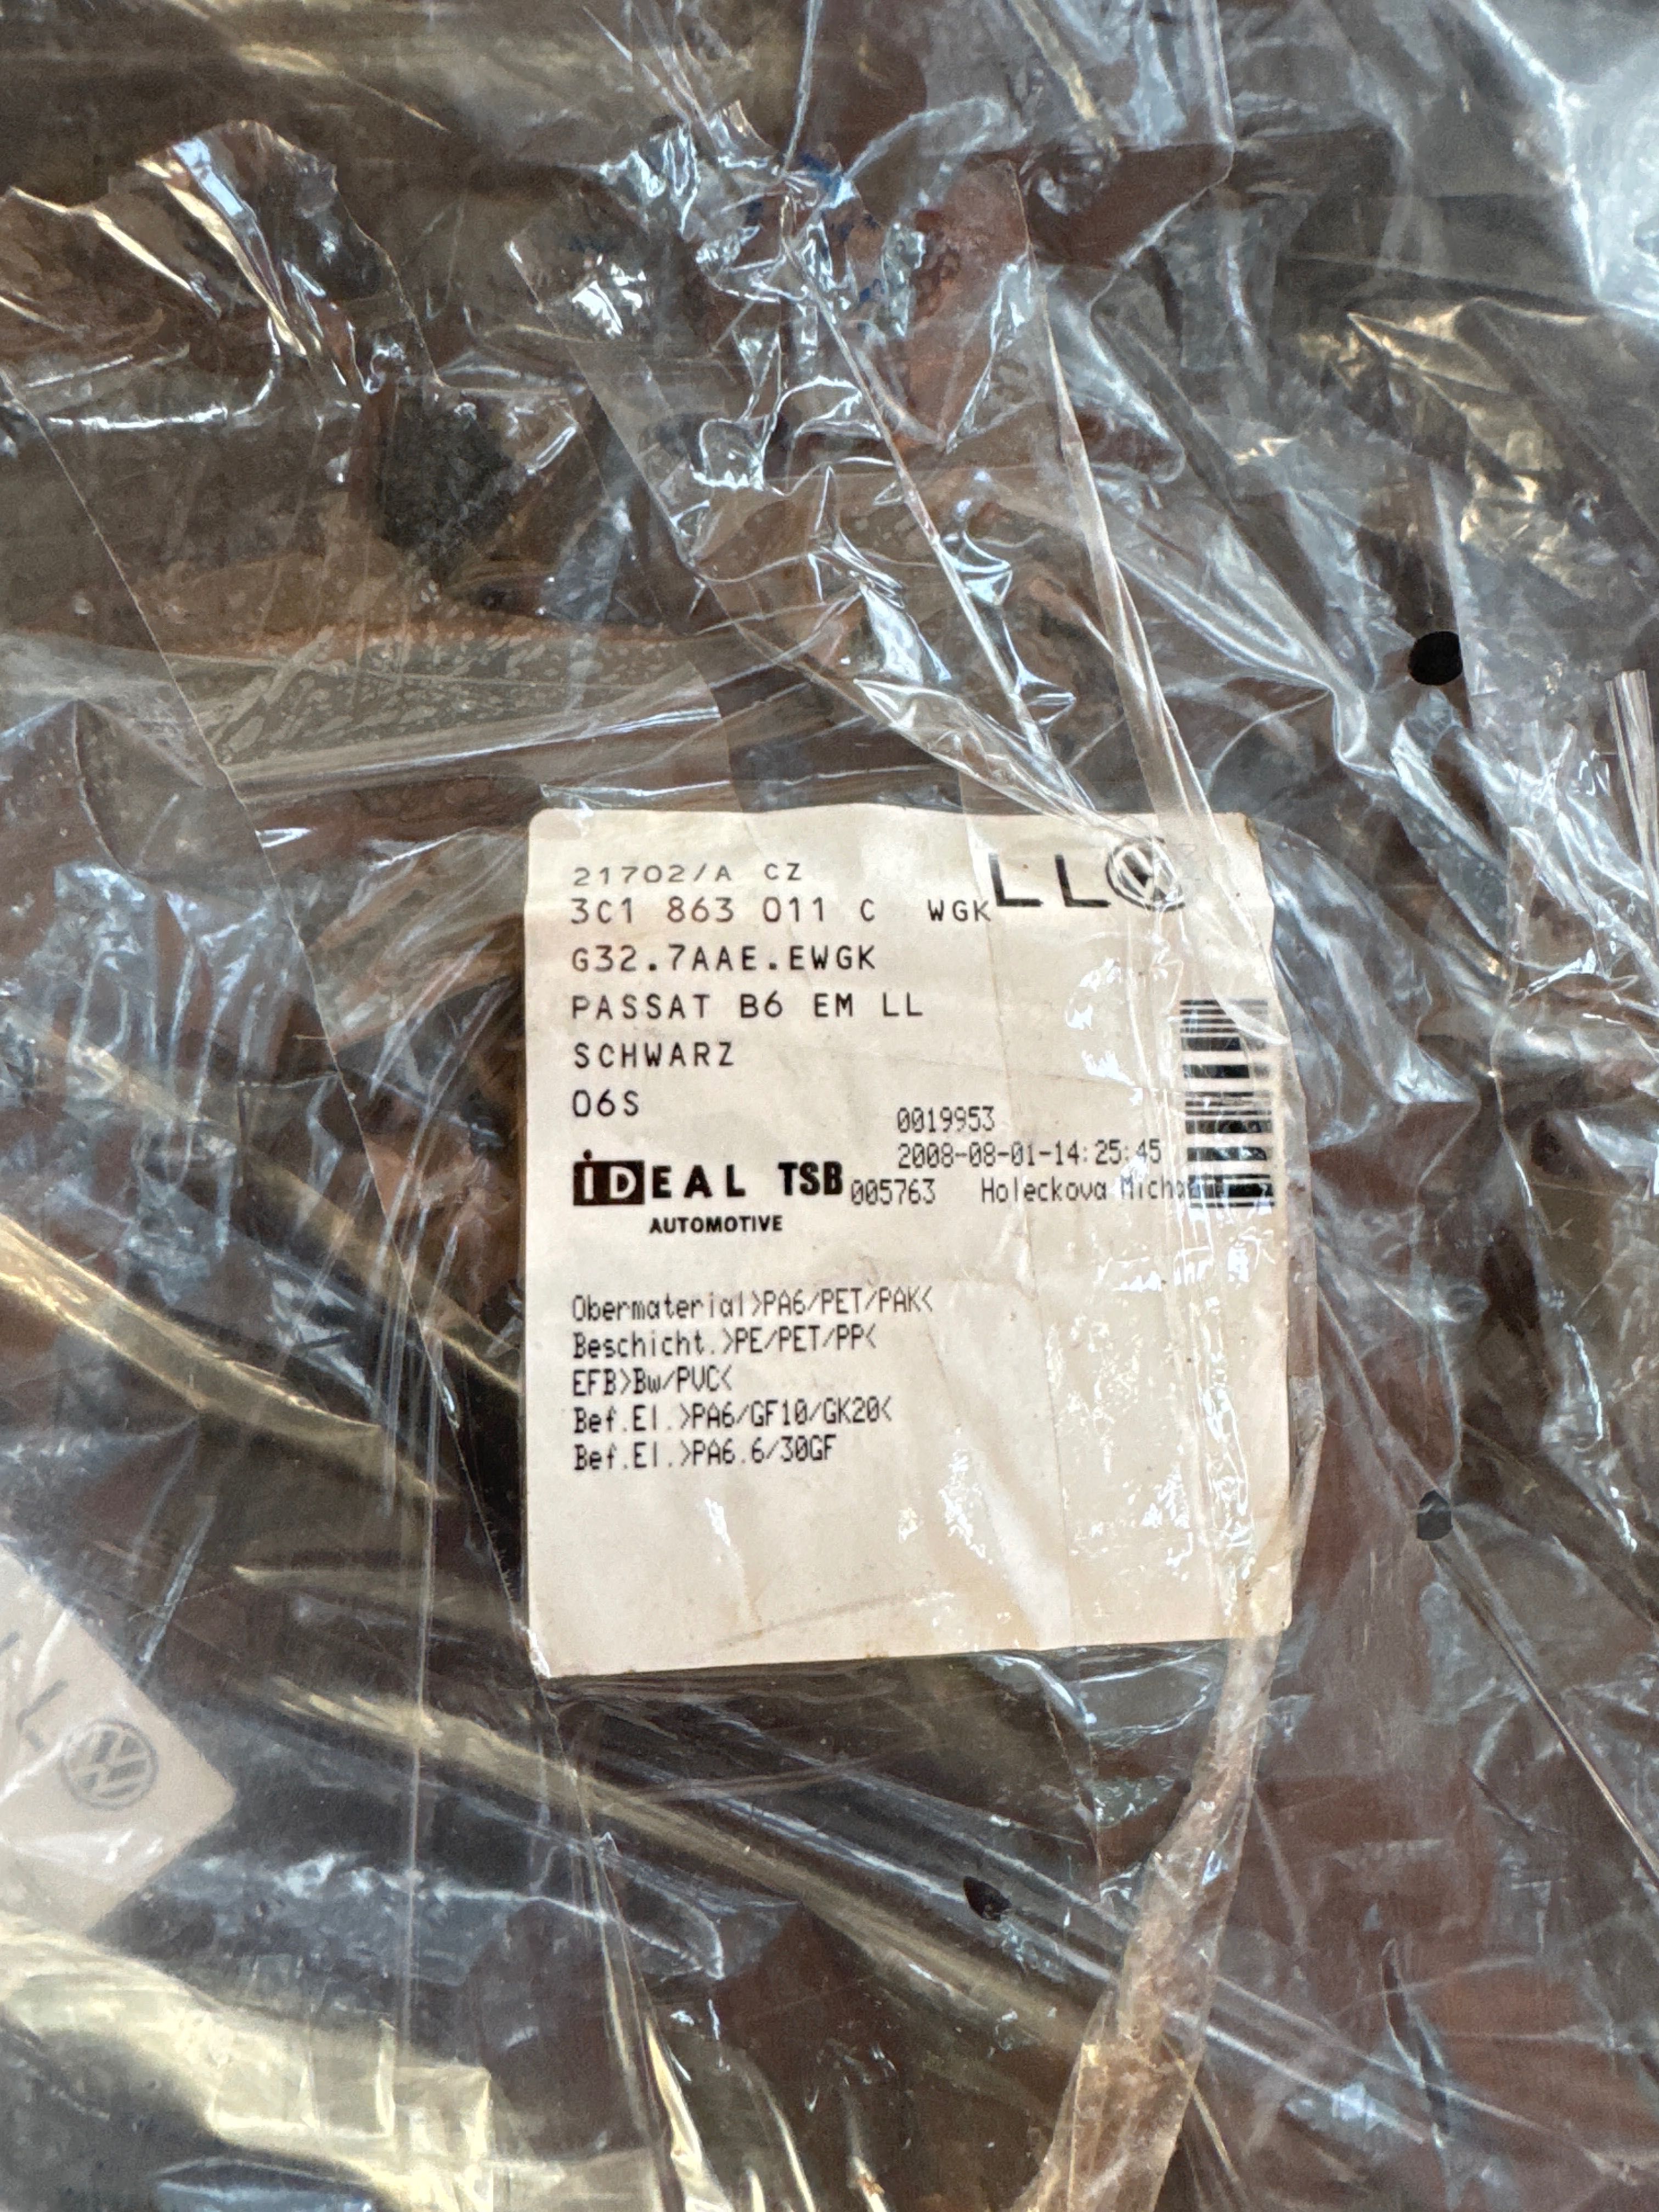 21702/A CZ
LL
3C1 863 011 C WGK
G32.7AAE.EWGK
PASSAT B6 EM LL
SCHWARZ
06S
0019953
2008-08-01-14:25:45
iDEAL TSB 005763 Holeckova Micha
AUTOMOTIVE
Obermaterial>PA6/PET/PAK<
Beschicht.>PE/PET/PP<
EFB>Bw/PVC<
Bef.El.>PA6/GF10/GK20<
Bef.El.>PA6.6/30GF